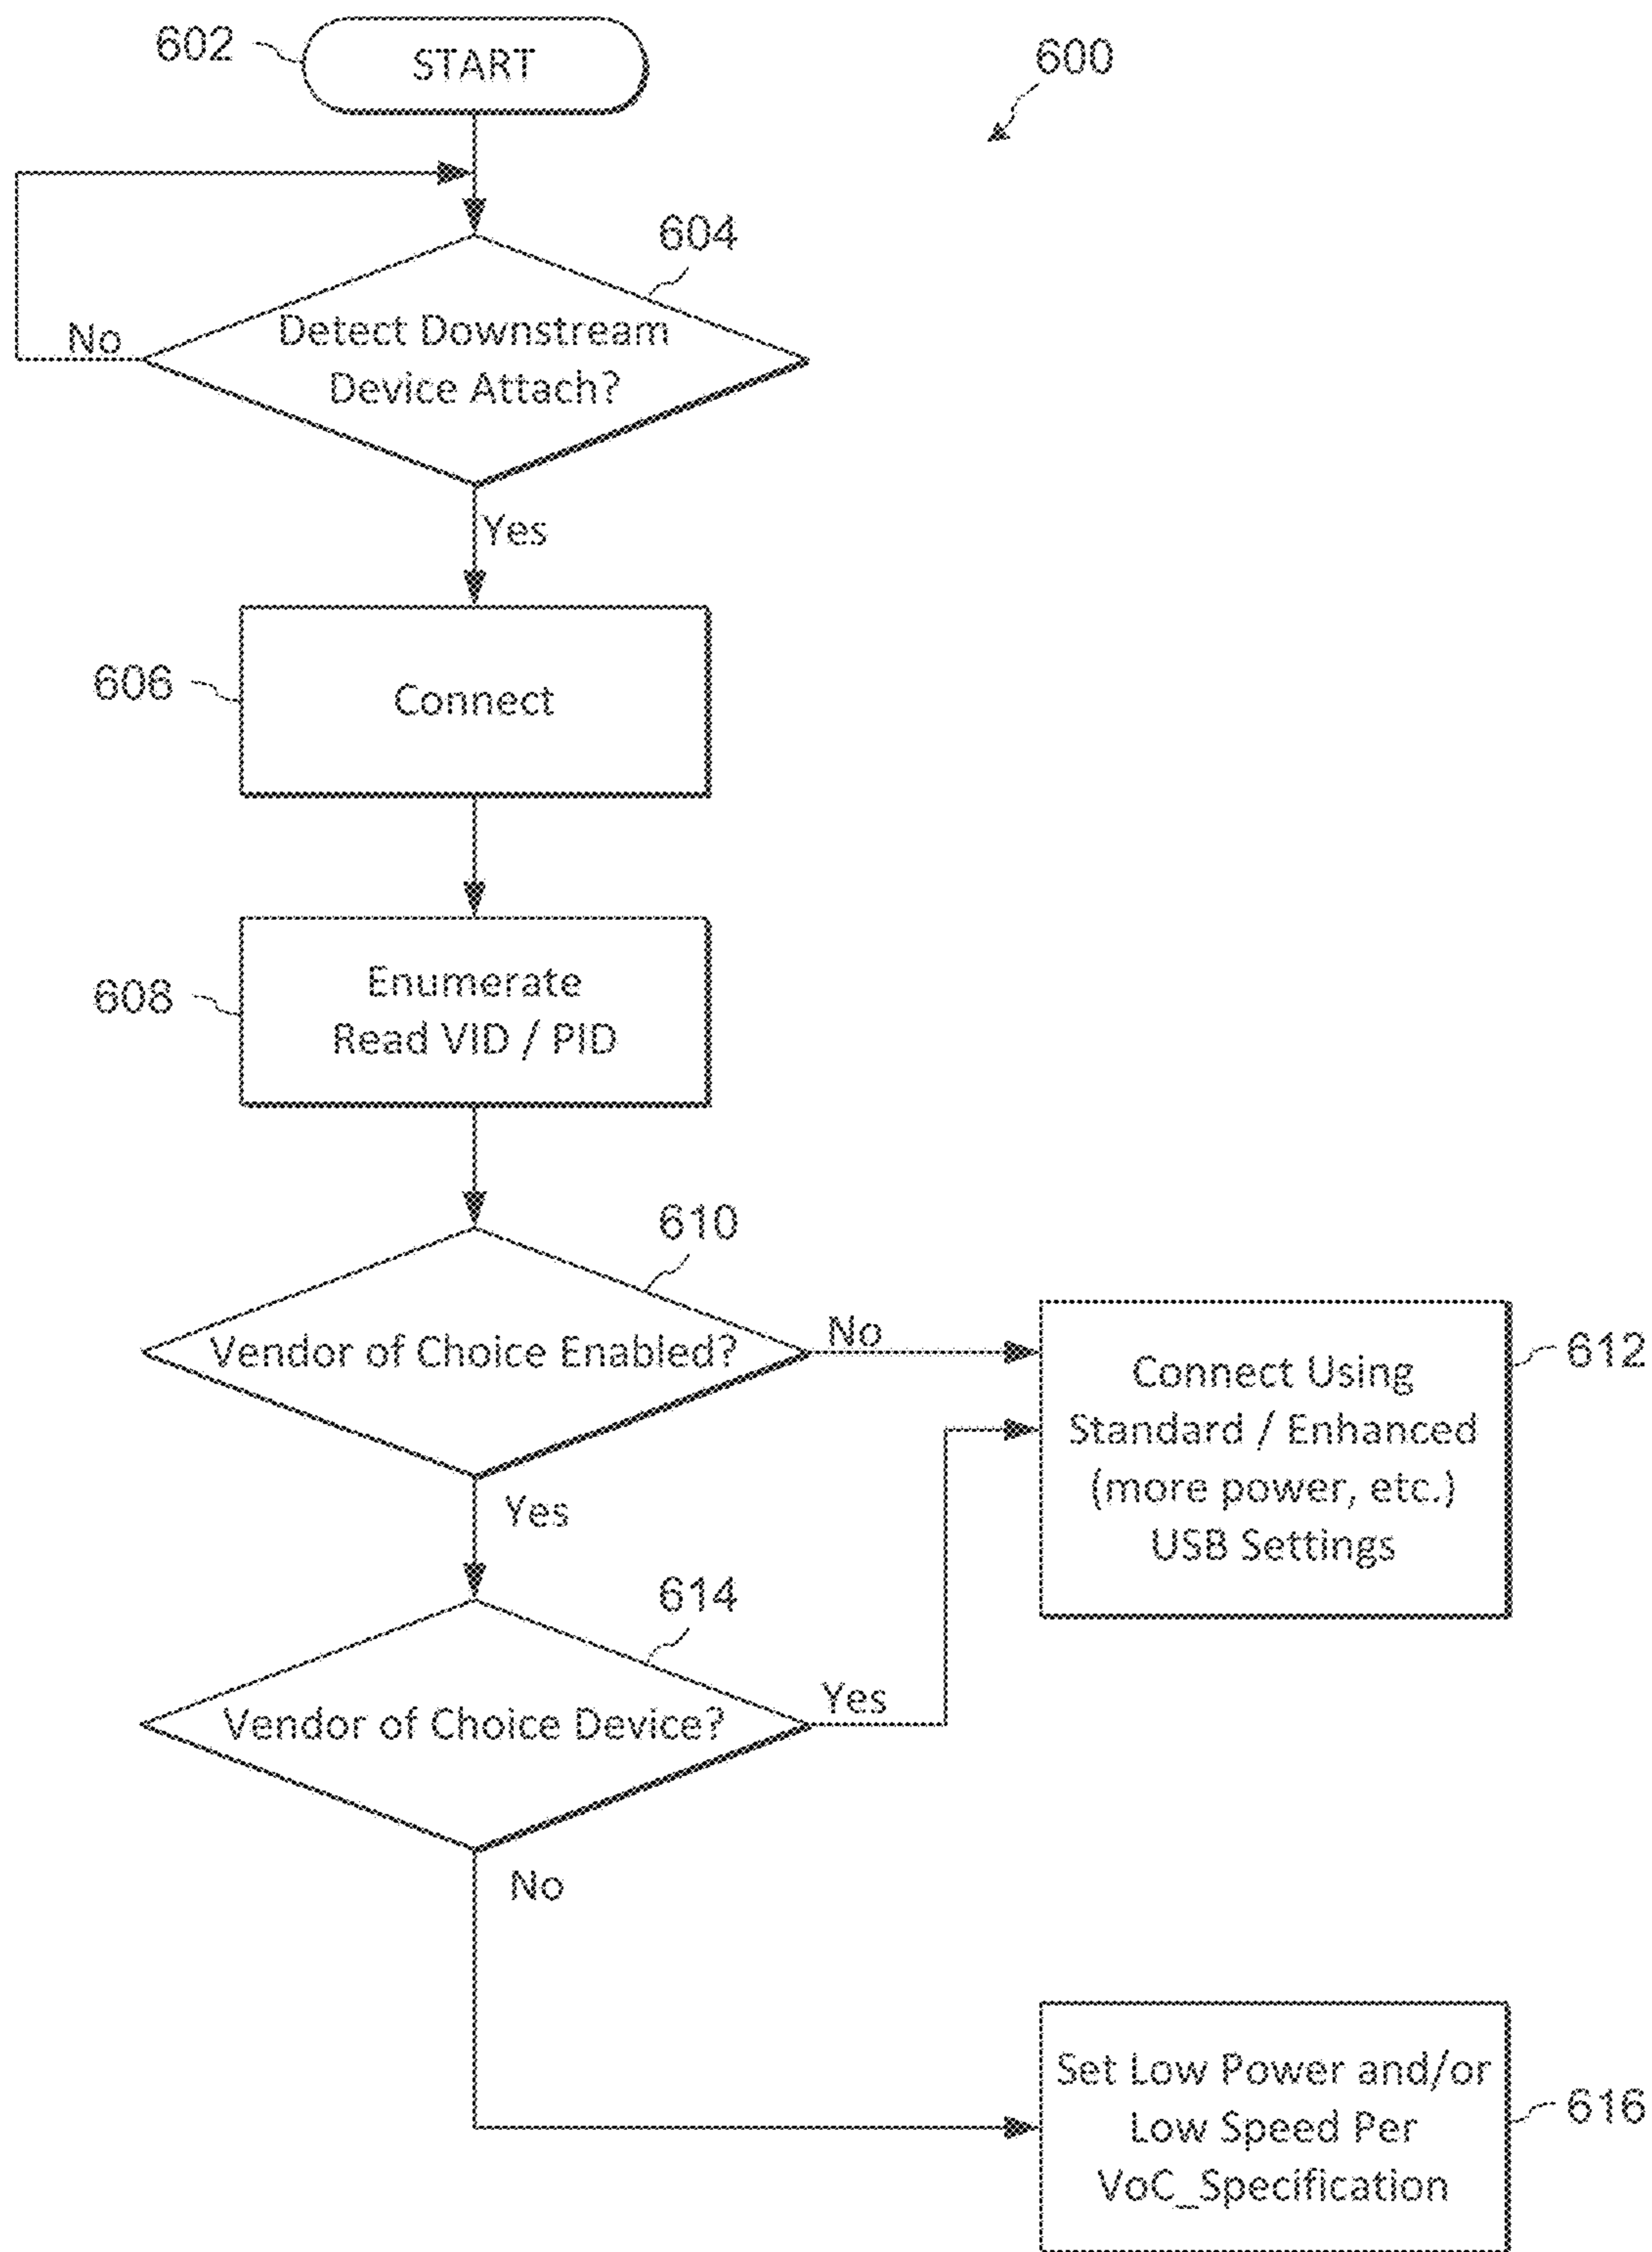 602
START
600
604
No
Detect Downstream
Device Attach?
Yes
606
Connect
608
Enumerate
Read VID / PID
610
Vendor of Choice Enabled?
No
612
Connect Using
Standard / Enhanced
(more power, etc.)
USB Settings
Yes
614
Vendor of Choice Device?
Yes
No
Set Low Power and/or
Low Speed Per
VoC_Specification
616